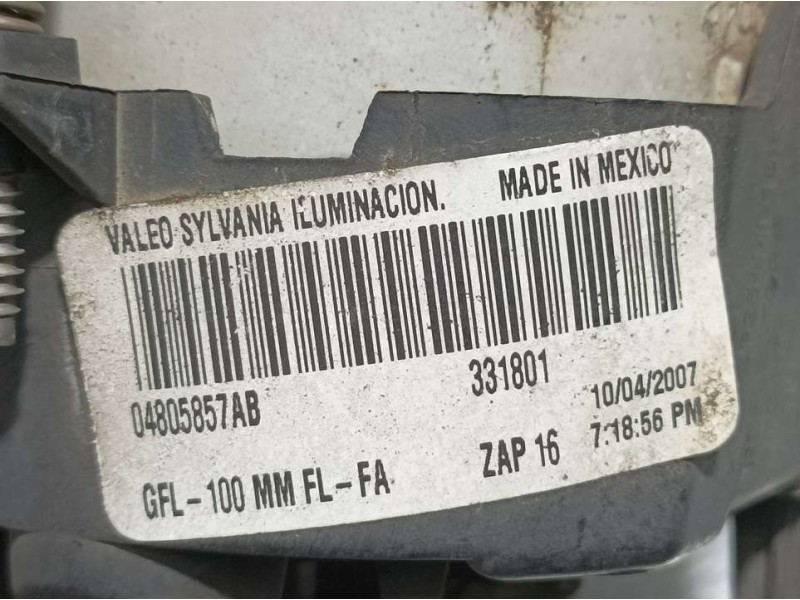 VALEO SYLVANIA ILUMINACION. MADE IN MEXICO
04805857AB 331801 10/04/2007
7:18:56 PM
GFL-100 MM FL-FA ZAP 16